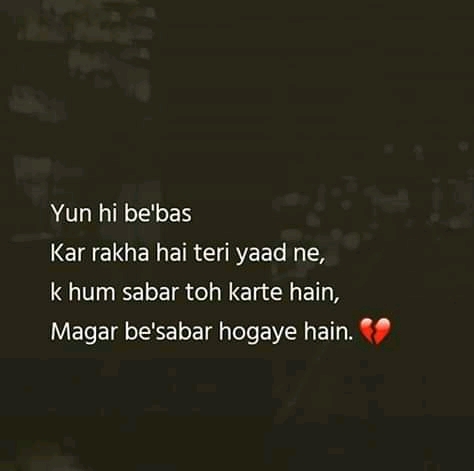 Yun hi be'bas
Kar rakha hai teri yaad ne,
k hum sabar toh karte hain,
Magar be'sabar hogaye hain. 💔